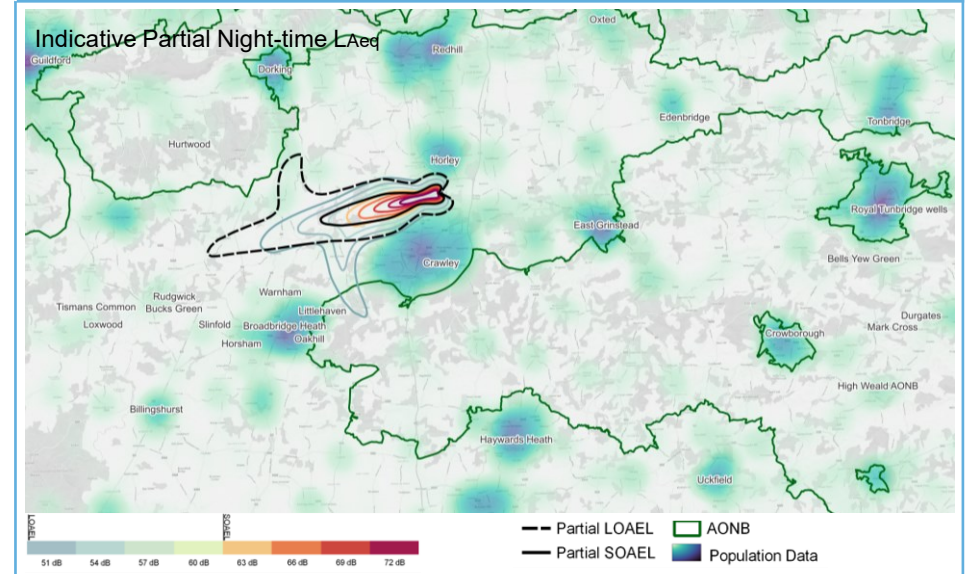 Indicative Partial Night-time LAeq
Oxted
Redhill
Guildford
Dorking
Edenbridge
Tonbridge
Hurtwood
Horley
Royal Tunbridge wells
East Grinstead
Bells Yew Green
Crawley
Warnham
Rudgwick
Bucks Green
Tismans Common
Littlehaven
Loxwood
Slinfold
Broadbridge Heath
Durgates
Mark Cross
Crowborough
Horsham
Oakhill
High Weald AONB
Billingshurst
Haywards Heath
Uckfield
LOAEL
SOAEL
51 dB
54 dB
57 dB
60 dB
63 dB
66 dB
69 dB
72 dB
Partial LOAEL
AONB
Partial SOAEL
Population Data